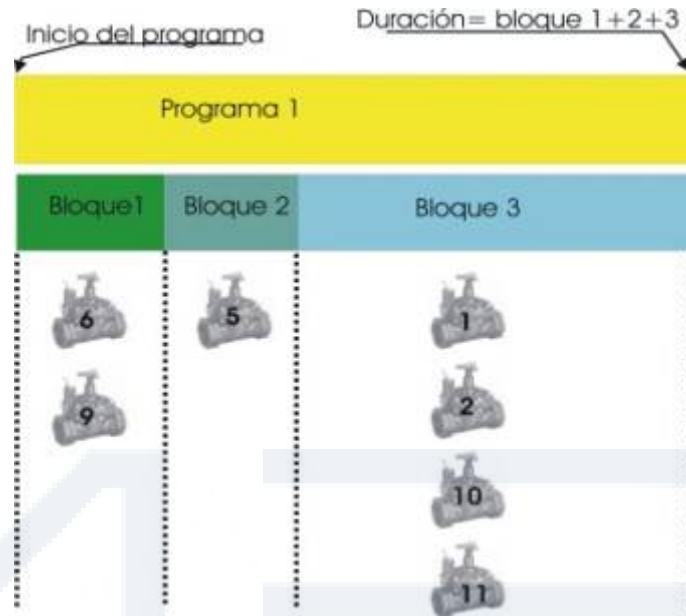 Inicio del programa
Duración= bloque 1+2+3
Programa 1
Bloque1
Bloque 2
Bloque 3
6
5
1
9
2
10
11